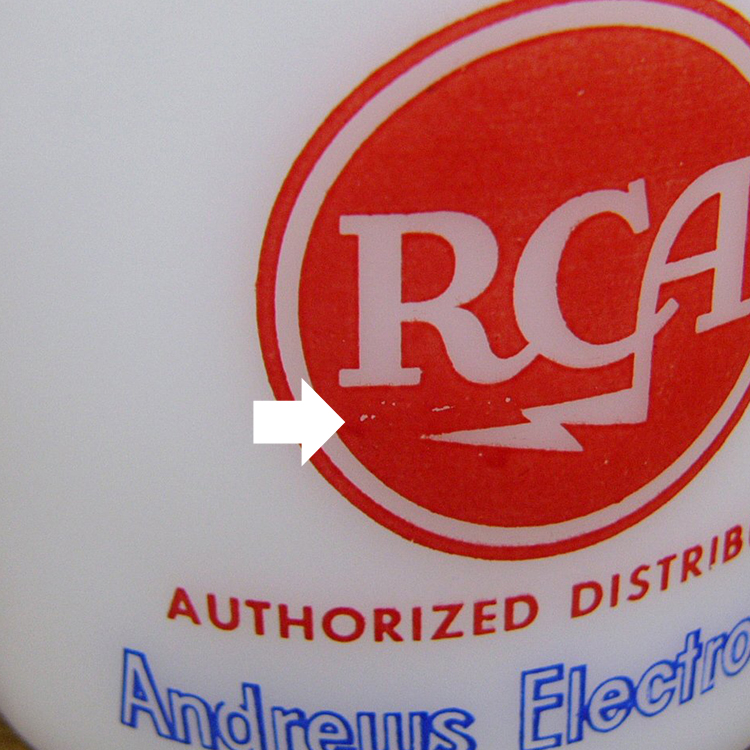 RCA
AUTHORIZED DISTRIB
Andrews Electro